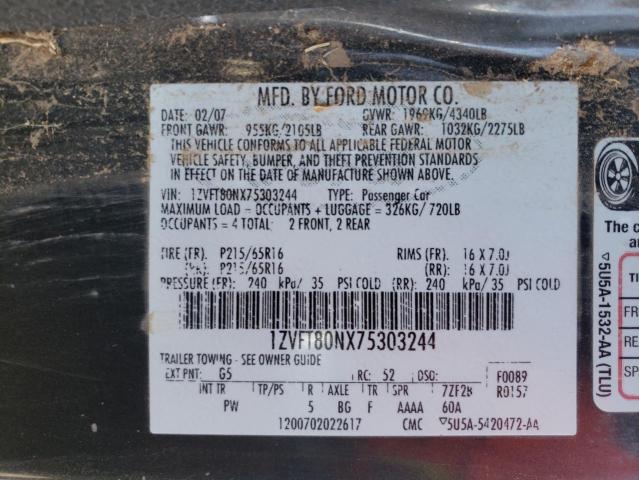 MFD. BY FORD MOTOR CO.
DATE: 02/07 GVWR: 1969KG/4340LB
FRONT GAWR: 955KG/2105LB REAR GAWR: 1032KG/2275LB
THIS VEHICLE CONFORMS TO ALL APPLICABLE FEDERAL MOTOR
VEHICLE SAFETY, BUMPER, AND THEFT PREVENTION STANDARDS
IN EFFECT ON THE DATE OF MANUFACTURE SHOWN ABOVE.
VIN: 1ZVFT80NX75303244 TYPE: Passenger Car
MAXIMUM LOAD – OCCUPANTS + LUGGAGE = 326KG/720LB
OCCUPANTS = 4 TOTAL: 2 FRONT, 2 REAR
TIRE (FR): P215/65R16 RIMS (FR): 16 X 7.0J
(RR): P215/65R16 (RR): 16 X 7.0J
PRESSURE (FR): 240 kPa/ 35 PSI COLD (RR): 240 kPa/ 35 PSI COLD
1ZVFT80NX75303244
TRAILER TOWING - SEE OWNER GUIDE
EXT PNT: G5 RC: 52 DSO: F0089
INT TR TP/PS R AXLE TR SPR 7ZF2B R0157
PW 5 BG F AAAA 60A
1200702022617 CMC ▽5U5A-5420472-AA
The c
an
▽5U5A-1532-AA (TLU)
TI
FR
RE
SP